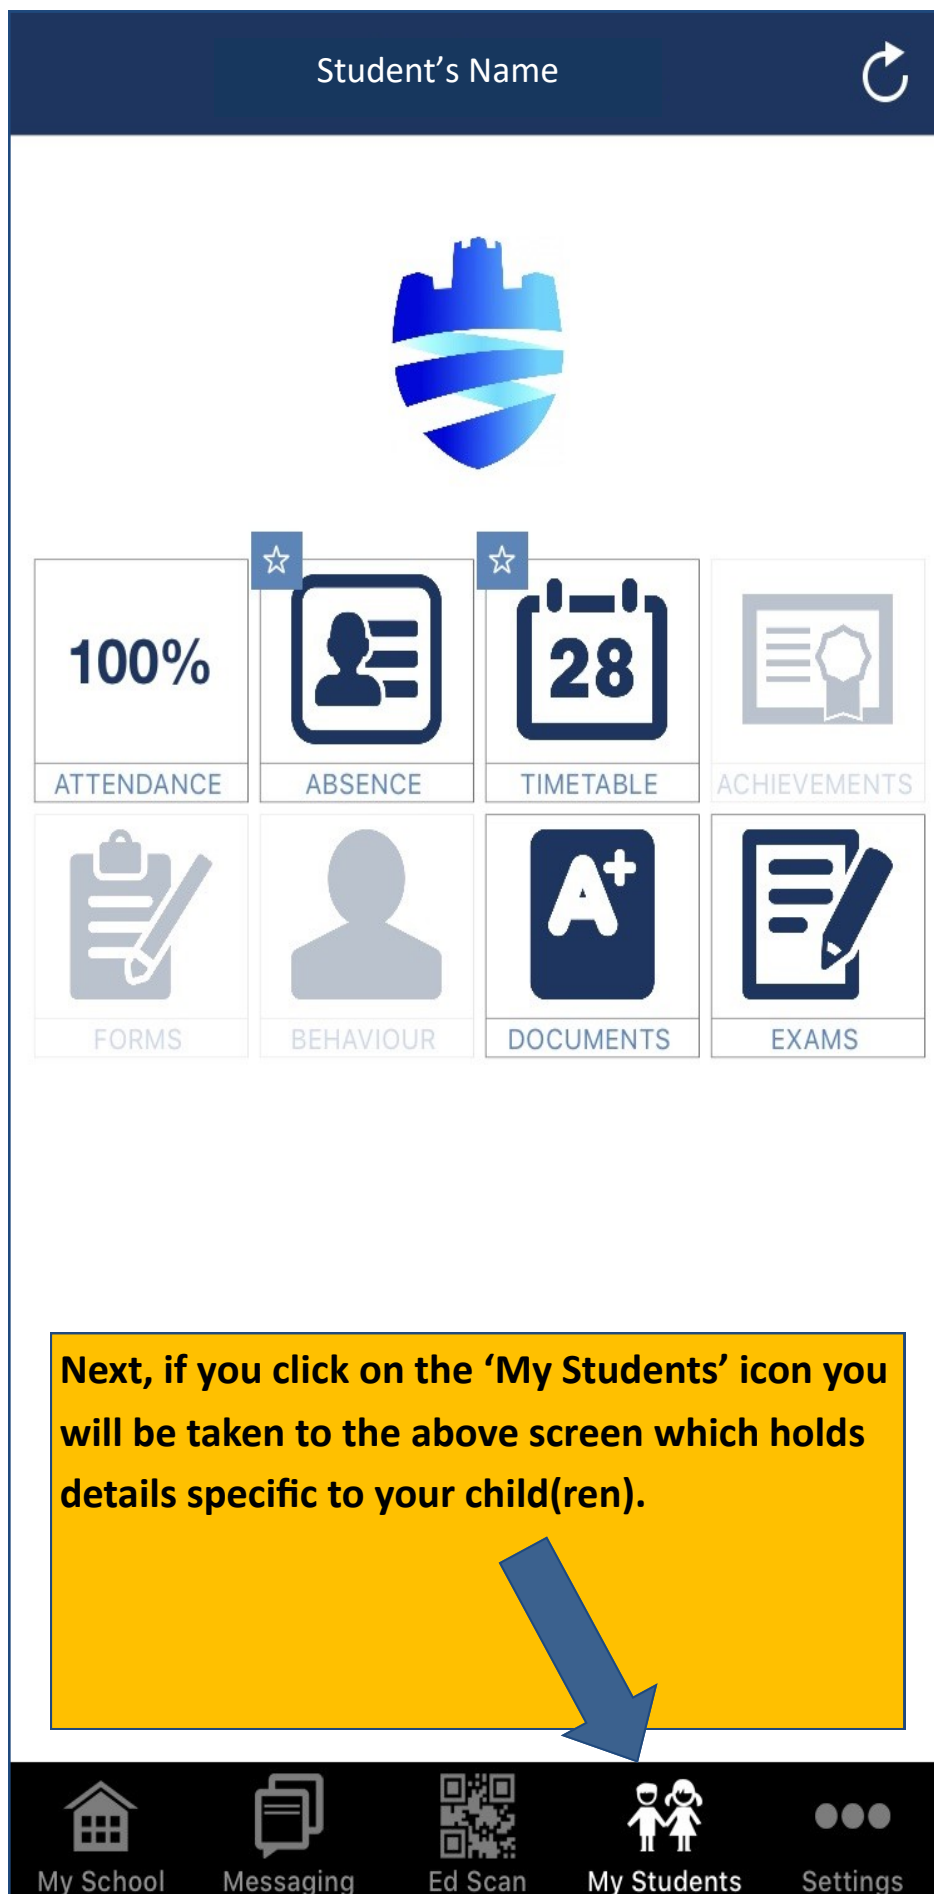 Student’s Name
100%
28
ATTENDANCE ABSENCE TIMETABLE ACHIEVEMENTS
A+
FORMS BEHAVIOUR DOCUMENTS EXAMS
Next, if you click on the ‘My Students’ icon you
will be taken to the above screen which holds
details specific to your child(ren).
My School Messaging Ed Scan My Students Settings